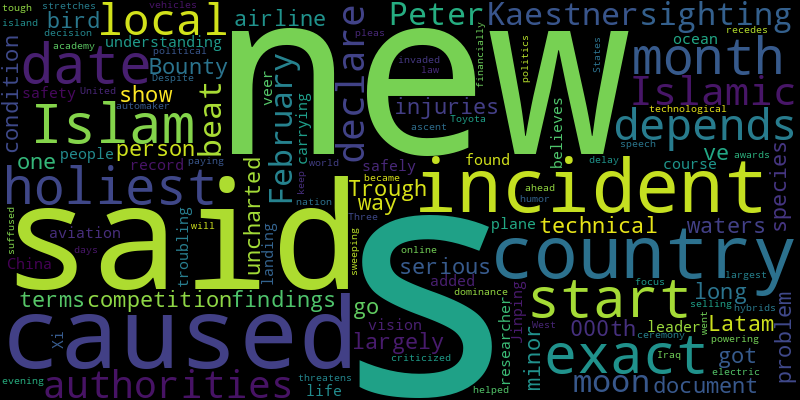 tough
stretches
vehicles
local
airline
declare
Peter
Kaestner
sighting
bird
island
decision
academy
new
pleas
financially
politics
States
ocean
recedes
understanding
political
invaded
law
month
date
Bounty
Despite
veer
condition
safety
United
show
February
Islamic
automaker
beat
carrying
injuries
technological
Islam
person
ascent
Toyota
believes
depends
one
people
record
paying
world
safely
found
delay
speech
ve
course
awards
species
holiest
uncharted
keep
Trough
became
incident
ahead
said
nation
way
humor
suffused
will
Three
S
plane
technical
waters
aviation
troubling
landing
days
sweeping
online
country
China
serious
added
researcher
focus
largest
terms
competition
findings
go
dominance
start
long
selling
hybrids
caused
Xi
vision
Jinping
OOOth
leader
went
Latam
problem
largely
criticized
minor
West
ceremony
powering
exact
Iraq
got
electric
evening
authorities
threatens
life
helped
moon
document